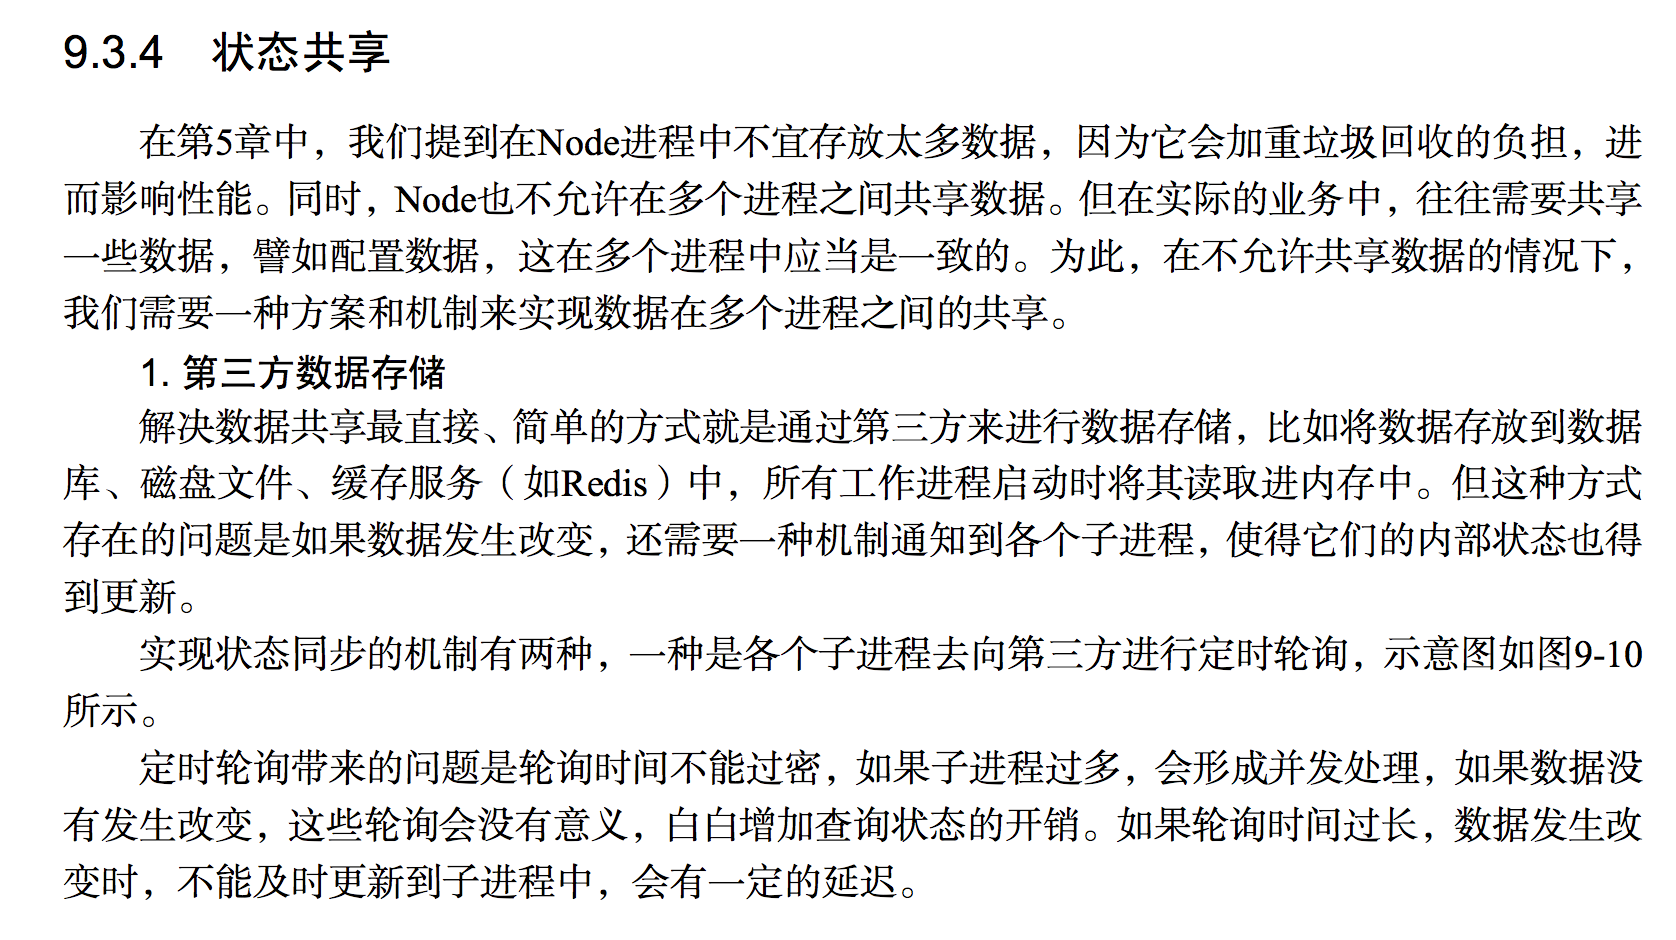 9.3.4 状态共享
在第5章中，我们提到在Node进程中不宜存放太多数据，因为它会加重垃圾回收的负担，进
而影响性能。同时，Node也不允许在多个进程之间共享数据。但在实际的业务中，往往需要共享
一些数据，譬如配置数据，这在多个进程中应当是一致的。为此，在不允许共享数据的情况下，
我们需要一种方案和机制来实现数据在多个进程之间的共享。
1. 第三方数据存储
解决数据共享最直接、简单的方式就是通过第三方来进行数据存储，比如将数据存放到数据
库、磁盘文件、缓存服务（如Redis）中，所有工作进程启动时将其读取进内存中。但这种方式
存在的问题是如果数据发生改变，还需要一种机制通知到各个子进程，使得它们的内部状态也得
到更新。
实现状态同步的机制有两种，一种是各个子进程去向第三方进行定时轮询，示意图如图9-10
所示。
定时轮询带来的问题是轮询时间不能过密，如果子进程过多，会形成并发处理，如果数据没
有发生改变，这些轮询会没有意义，白白增加查询状态的开销。如果轮询时间过长，数据发生改
变时，不能及时更新到子进程中，会有一定的延迟。